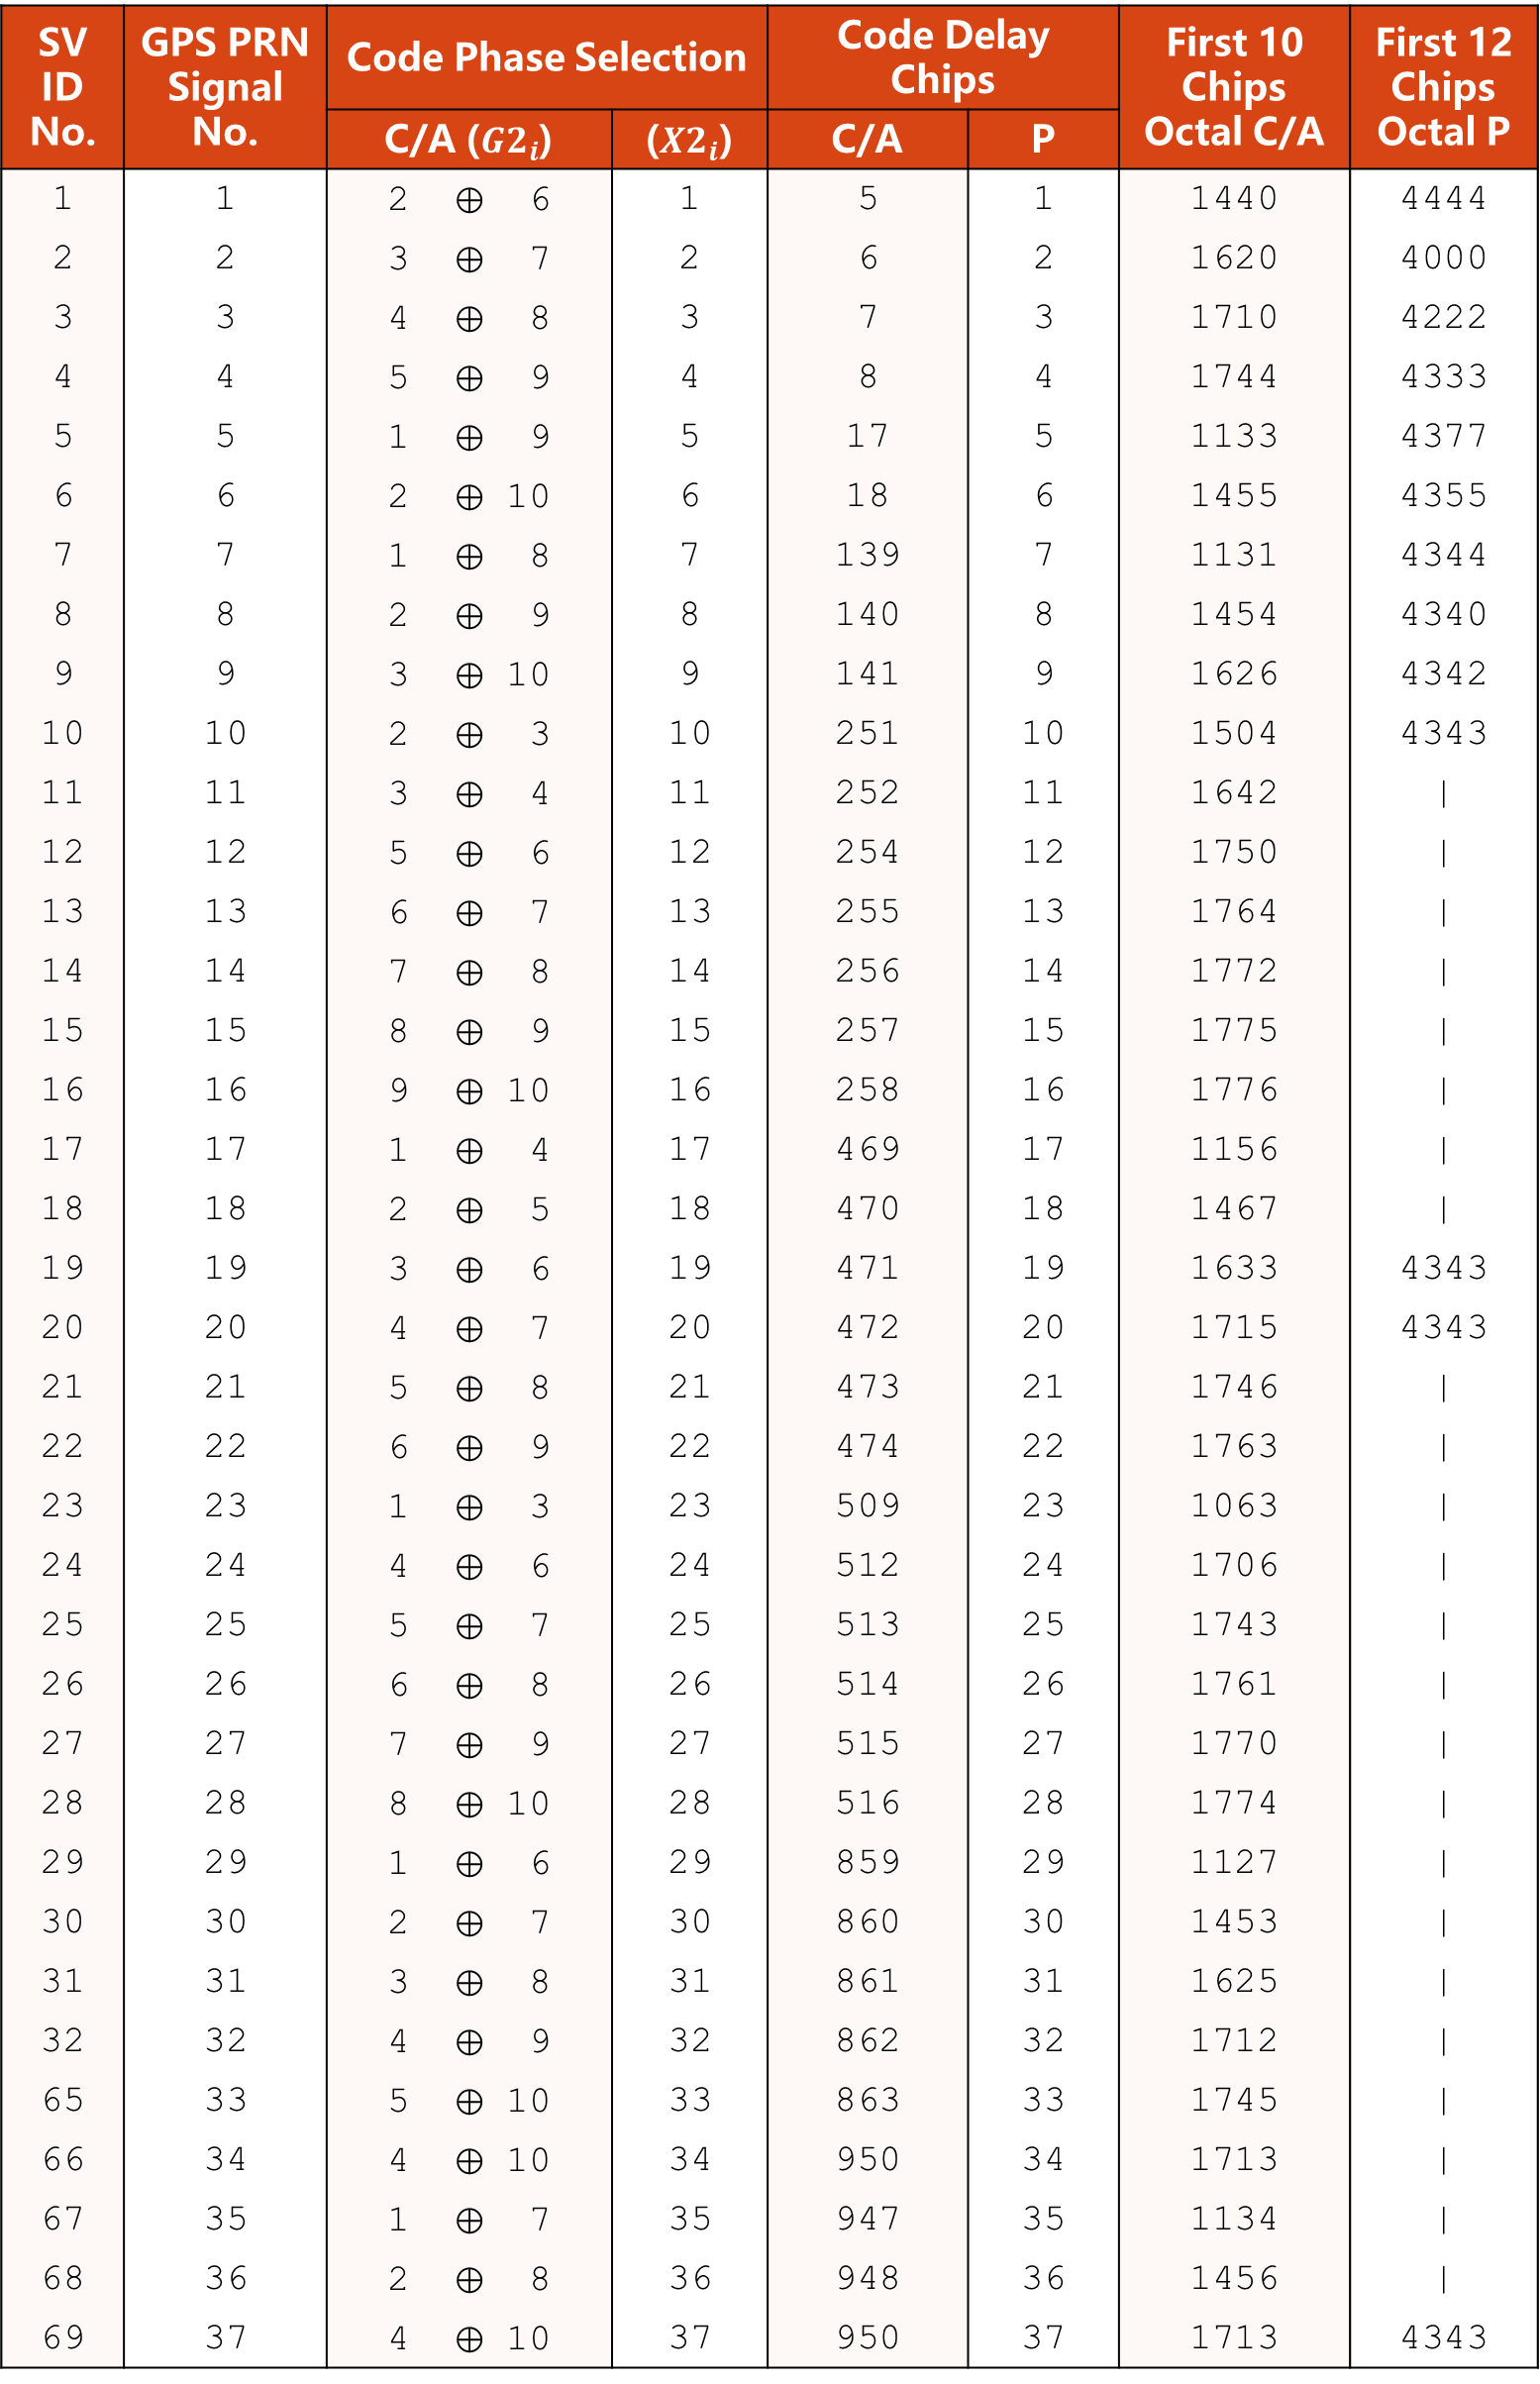 SV ID No. GPS PRN Signal No. Code Phase Selection Code Delay Chips First 10 Chips Octal C/A First 12 Chips Octal P
C/A (G2ᵢ) (X2ᵢ) C/A P
1 1 2 ⊕ 6 1 5 1 1440 4444
2 2 3 ⊕ 7 2 6 2 1620 4000
3 3 4 ⊕ 8 3 7 3 1710 4222
4 4 5 ⊕ 9 4 8 4 1744 4333
5 5 1 ⊕ 9 5 17 5 1133 4377
6 6 2 ⊕ 10 6 18 6 1455 4355
7 7 1 ⊕ 8 7 139 7 1131 4344
8 8 2 ⊕ 9 8 140 8 1454 4340
9 9 3 ⊕ 10 9 141 9 1626 4342
10 10 2 ⊕ 3 10 251 10 1504 4343
11 11 3 ⊕ 4 11 252 11 1642 |
12 12 5 ⊕ 6 12 254 12 1750 |
13 13 6 ⊕ 7 13 255 13 1764 |
14 14 7 ⊕ 8 14 256 14 1772 |
15 15 8 ⊕ 9 15 257 15 1775 |
16 16 9 ⊕ 10 16 258 16 1776 |
17 17 1 ⊕ 4 17 469 17 1156 |
18 18 2 ⊕ 5 18 470 18 1467 |
19 19 3 ⊕ 6 19 471 19 1633 4343
20 20 4 ⊕ 7 20 472 20 1715 4343
21 21 5 ⊕ 8 21 473 21 1746 |
22 22 6 ⊕ 9 22 474 22 1763 |
23 23 1 ⊕ 3 23 509 23 1063 |
24 24 4 ⊕ 6 24 512 24 1706 |
25 25 5 ⊕ 7 25 513 25 1743 |
26 26 6 ⊕ 8 26 514 26 1761 |
27 27 7 ⊕ 9 27 515 27 1770 |
28 28 8 ⊕ 10 28 516 28 1774 |
29 29 1 ⊕ 6 29 859 29 1127 |
30 30 2 ⊕ 7 30 860 30 1453 |
31 31 3 ⊕ 8 31 861 31 1625 |
32 32 4 ⊕ 9 32 862 32 1712 |
65 33 5 ⊕ 10 33 863 33 1745 |
66 34 4 ⊕ 10 34 950 34 1713 |
67 35 1 ⊕ 7 35 947 35 1134 |
68 36 2 ⊕ 8 36 948 36 1456 |
69 37 4 ⊕ 10 37 950 37 1713 4343